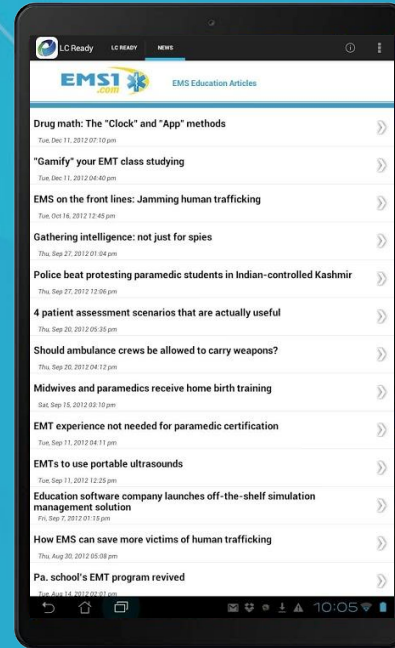 LC Ready
LC READY
NEWS
EMS1
.com
EMS Education Articles
Drug math: The "Clock" and "App" methods
Tue, Dec 11, 2012 07:10 pm
"Gamify" your EMT class studying
Tue, Dec 11, 2012 04:40 pm
EMS on the front lines: Jamming human trafficking
Tue, Oct 16, 2012 12:45 pm
Gathering intelligence: not just for spies
Thu, Sep 27, 2012 01:04 pm
Police beat protesting paramedic students in Indian-controlled Kashmir
Thu, Sep 27, 2012 12:06 pm
4 patient assessment scenarios that are actually useful
Thu, Sep 20, 2012 05:35 pm
Should ambulance crews be allowed to carry weapons?
Thu, Sep 20, 2012 04:12 pm
Midwives and paramedics receive home birth training
Sat, Sep 15, 2012 03:10 pm
EMT experience not needed for paramedic certification
Tue, Sep 11, 2012 04:11 pm
EMTs to use portable ultrasounds
Tue, Sep 11, 2012 12:25 pm
Education software company launches off-the-shelf simulation
management solution
Fri, Sep 7, 2012 01:15 pm
How EMS can save more victims of human trafficking
Thu, Aug 30, 2012 05:08 pm
Pa. school's EMT program revived
Tue, Aug 14, 2012 02:01 pm
10:05